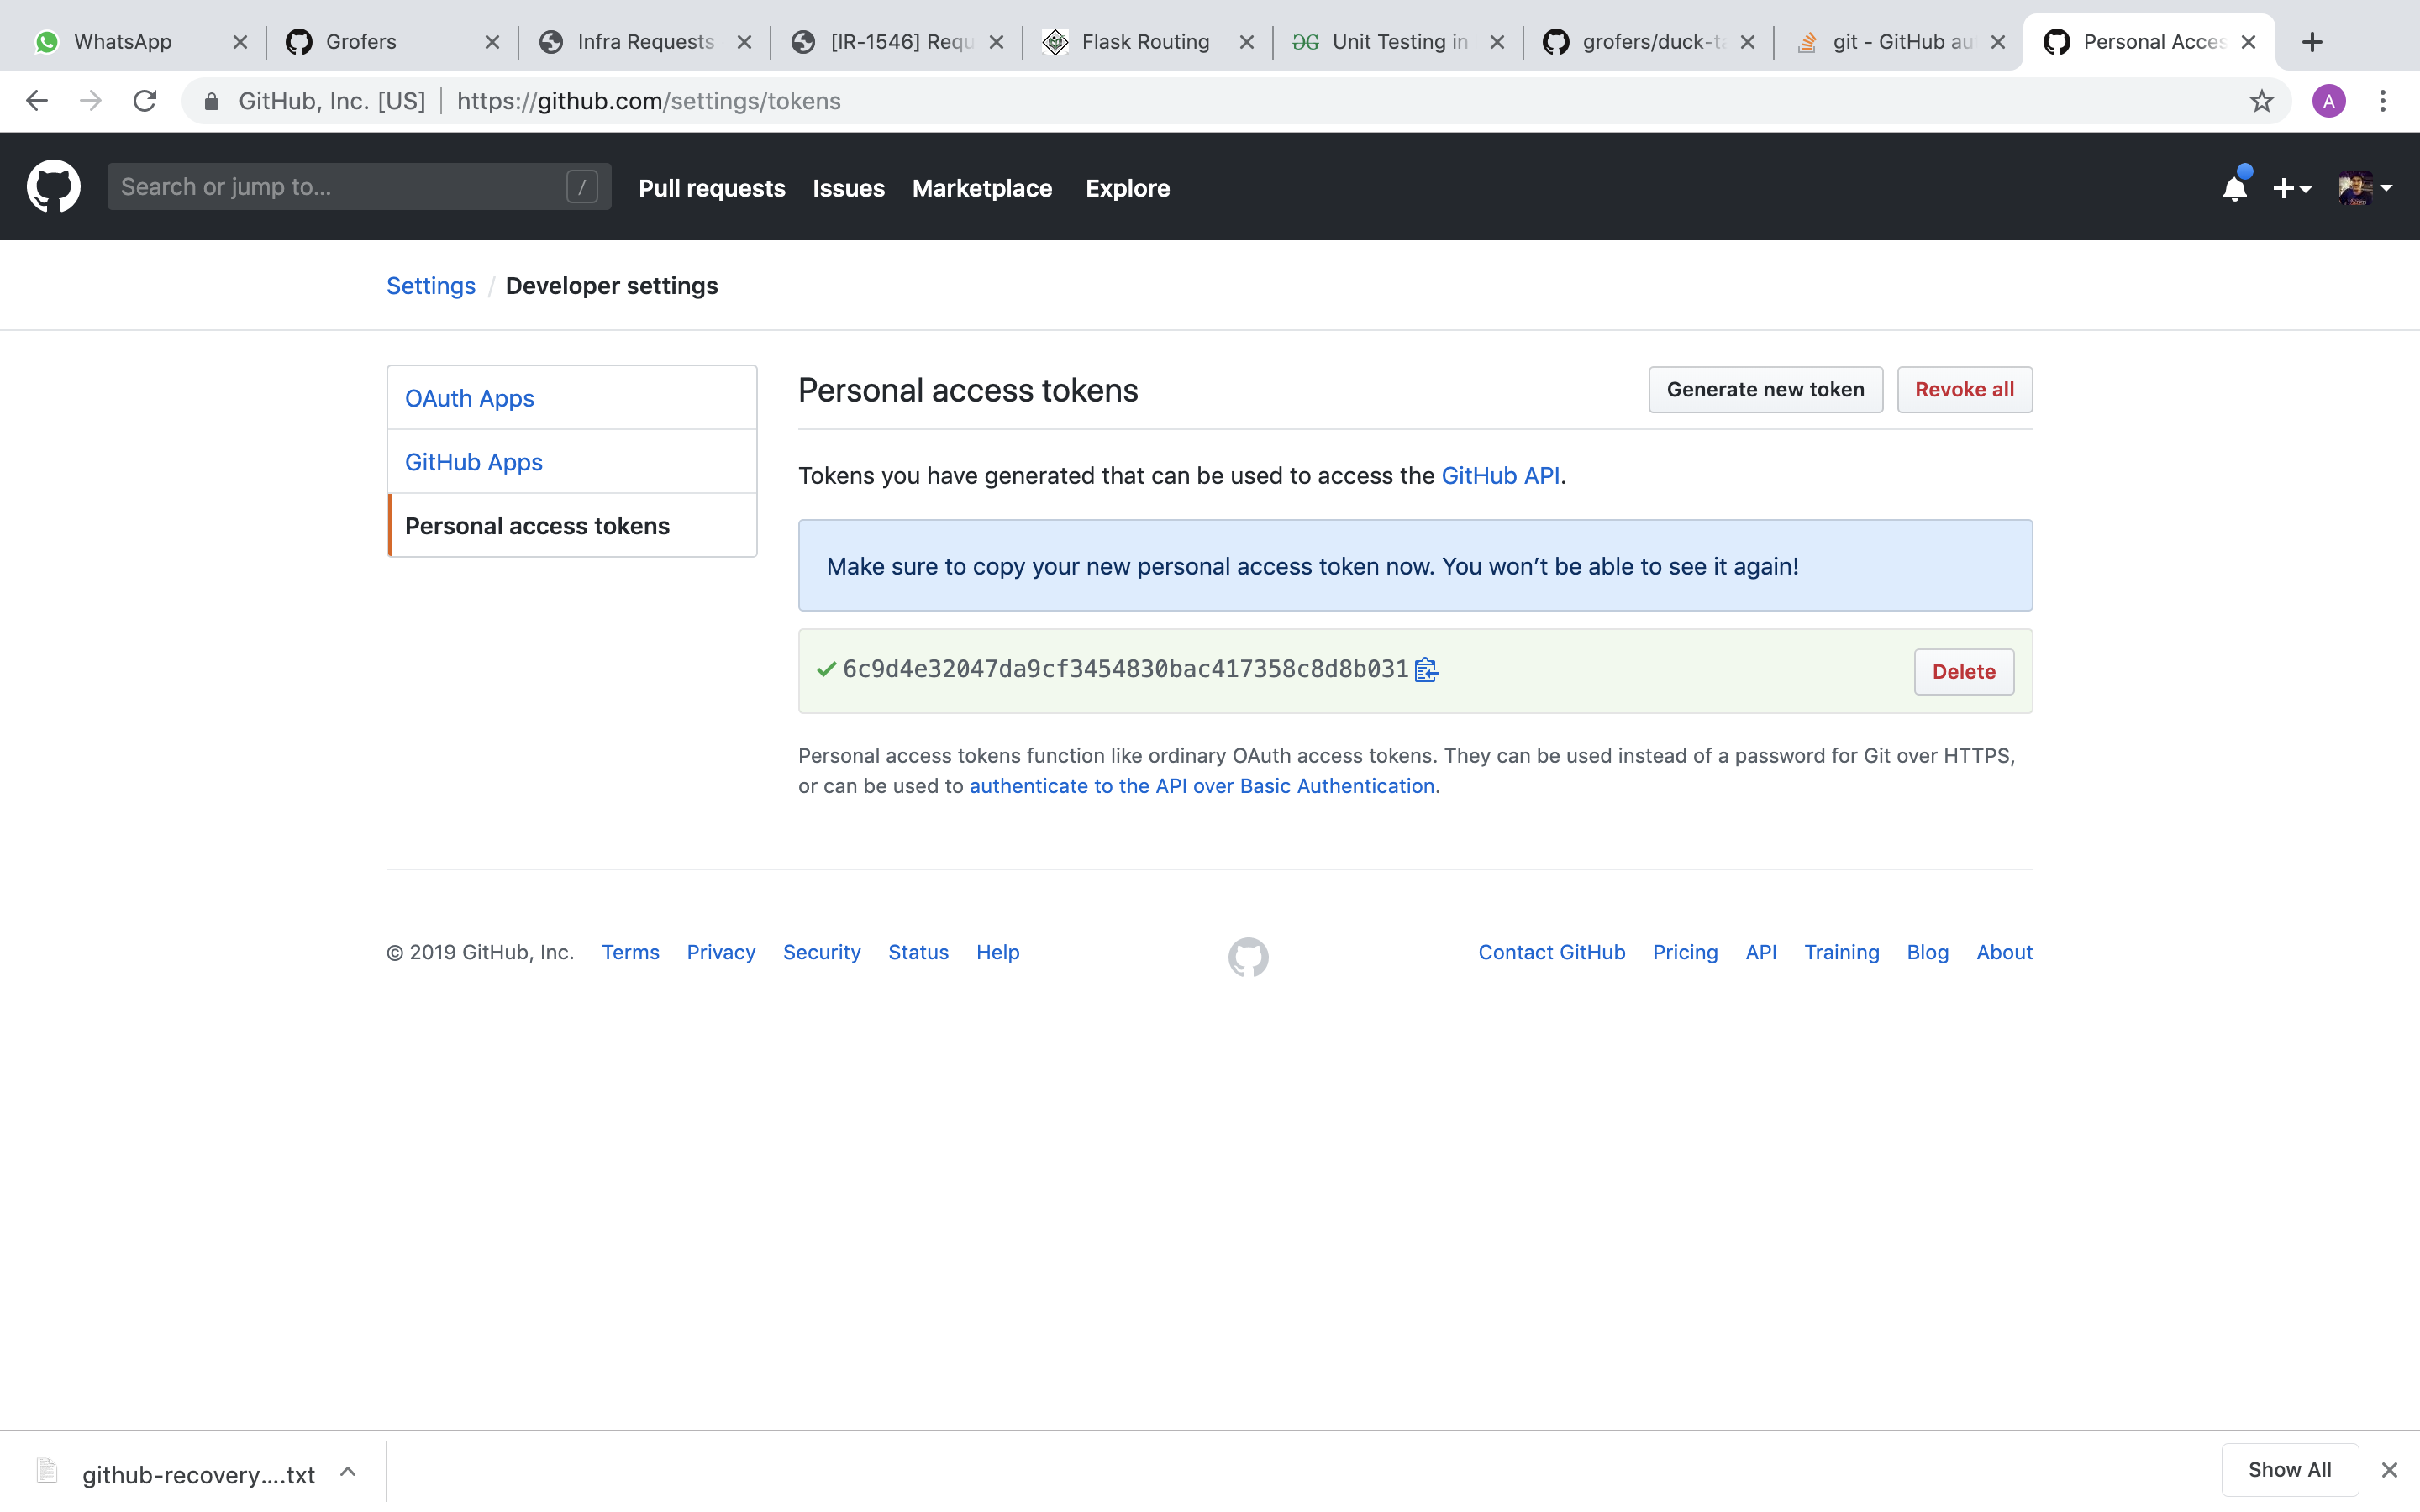 WhatsApp
Grofers
Infra Requests
[IR-1546] Requ
Flask Routing
Unit Testing in
grofers/duck-ta
git - GitHub au
Personal Acces
GitHub, Inc. [US] https://github.com/settings/tokens
A
Search or jump to...
/
Pull requests Issues Marketplace Explore
Settings / Developer settings
OAuth Apps
GitHub Apps
Personal access tokens
Personal access tokens
Generate new token
Revoke all
Tokens you have generated that can be used to access the GitHub API.
Make sure to copy your new personal access token now. You won’t be able to see it again!
6c9d4e32047da9cf3454830bac417358c8d8b031
Delete
Personal access tokens function like ordinary OAuth access tokens. They can be used instead of a password for Git over HTTPS,
or can be used to authenticate to the API over Basic Authentication.
© 2019 GitHub, Inc. Terms Privacy Security Status Help
Contact GitHub Pricing API Training Blog About
github-recovery....txt
Show All